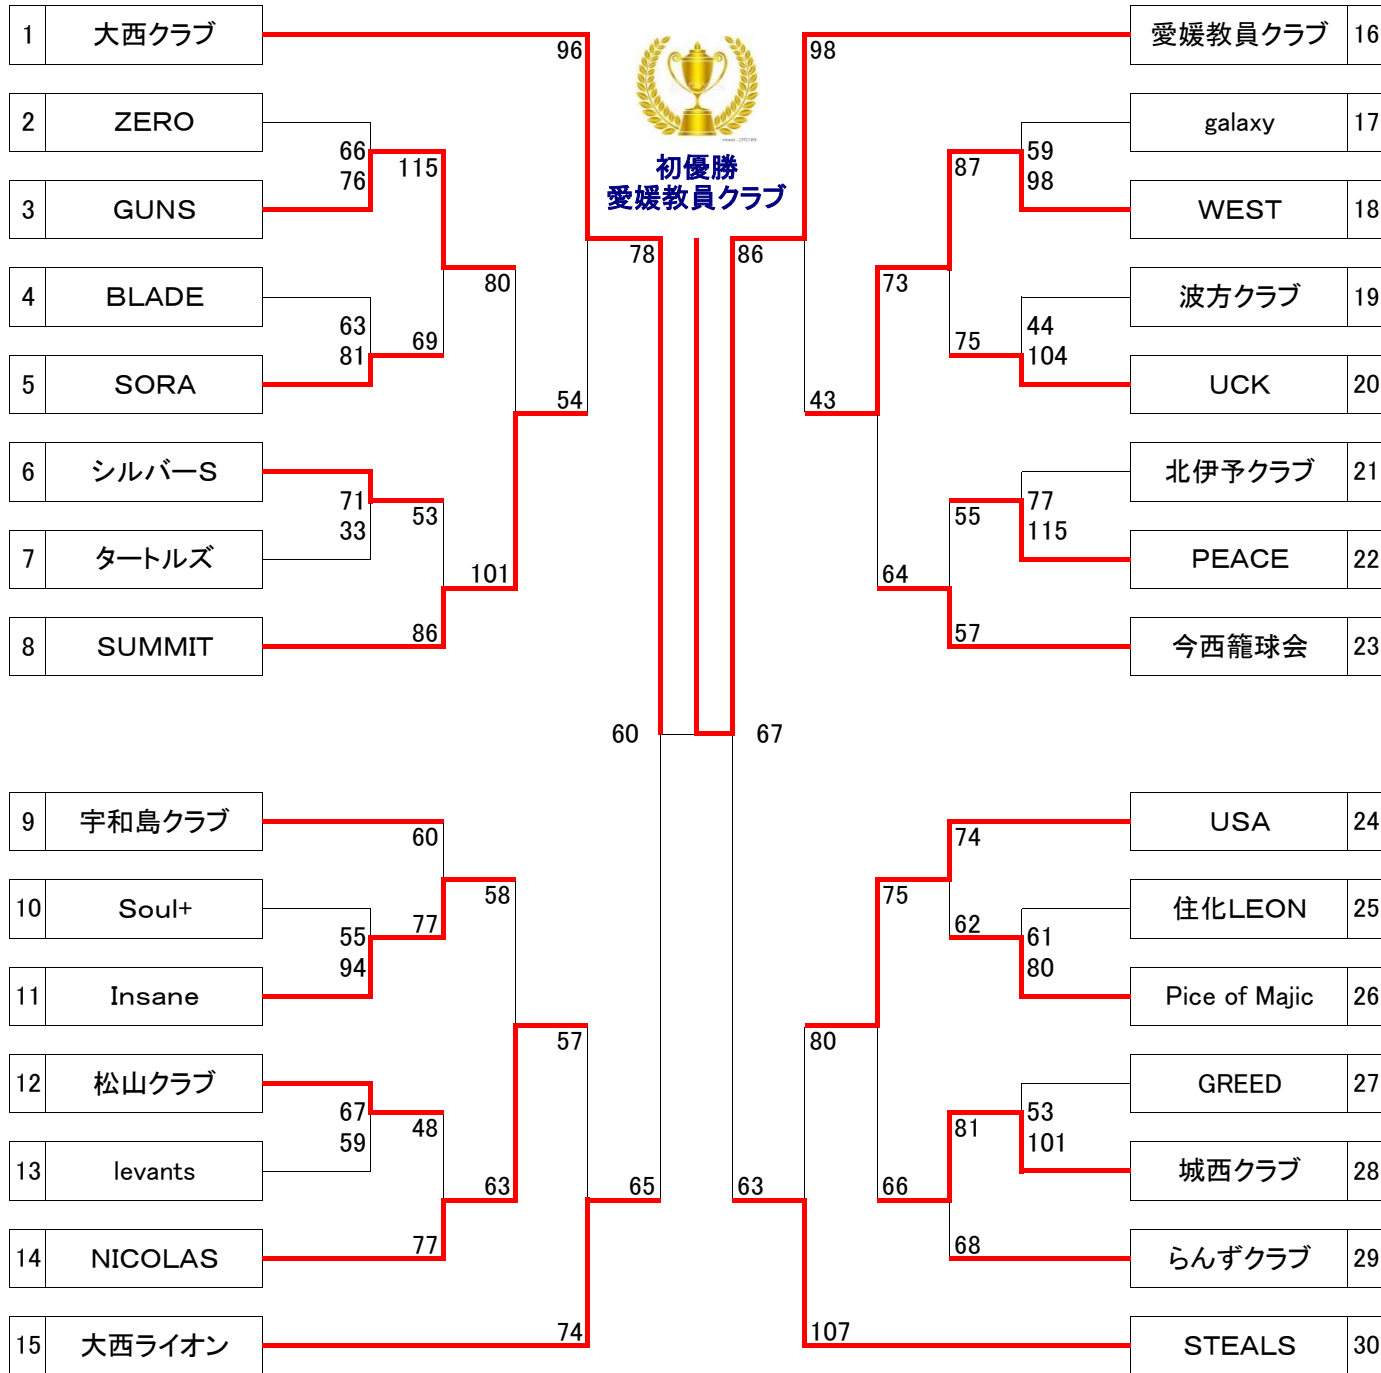 1 大西クラブ
96
98
愛媛教員クラブ 16
2 ZERO
galaxy 17
66
76
115
初優勝
愛媛教員クラブ
87
59
98
3 GUNS
WEST 18
78
86
4 BLADE
80
73
波方クラブ 19
63
81
69
75
44
104
5 SORA
UCK 20
54
43
6 シルバーS
北伊予クラブ 21
71
33
53
55
77
115
7 タートルズ
PEACE 22
101
64
8 SUMMIT
86
57
今西籠球会 23
60
67
9 宇和島クラブ
60
74
USA 24
10 Soul+
58
75
住化LEON 25
55
94
77
62
61
80
11 Insane
Pice of Majic 26
57
80
12 松山クラブ
GREED 27
67
59
48
81
53
101
13 levants
城西クラブ 28
63
65
63
66
14 NICOLAS
77
68
らんずクラブ 29
15 大西ライオン
74
107
STEALS 30